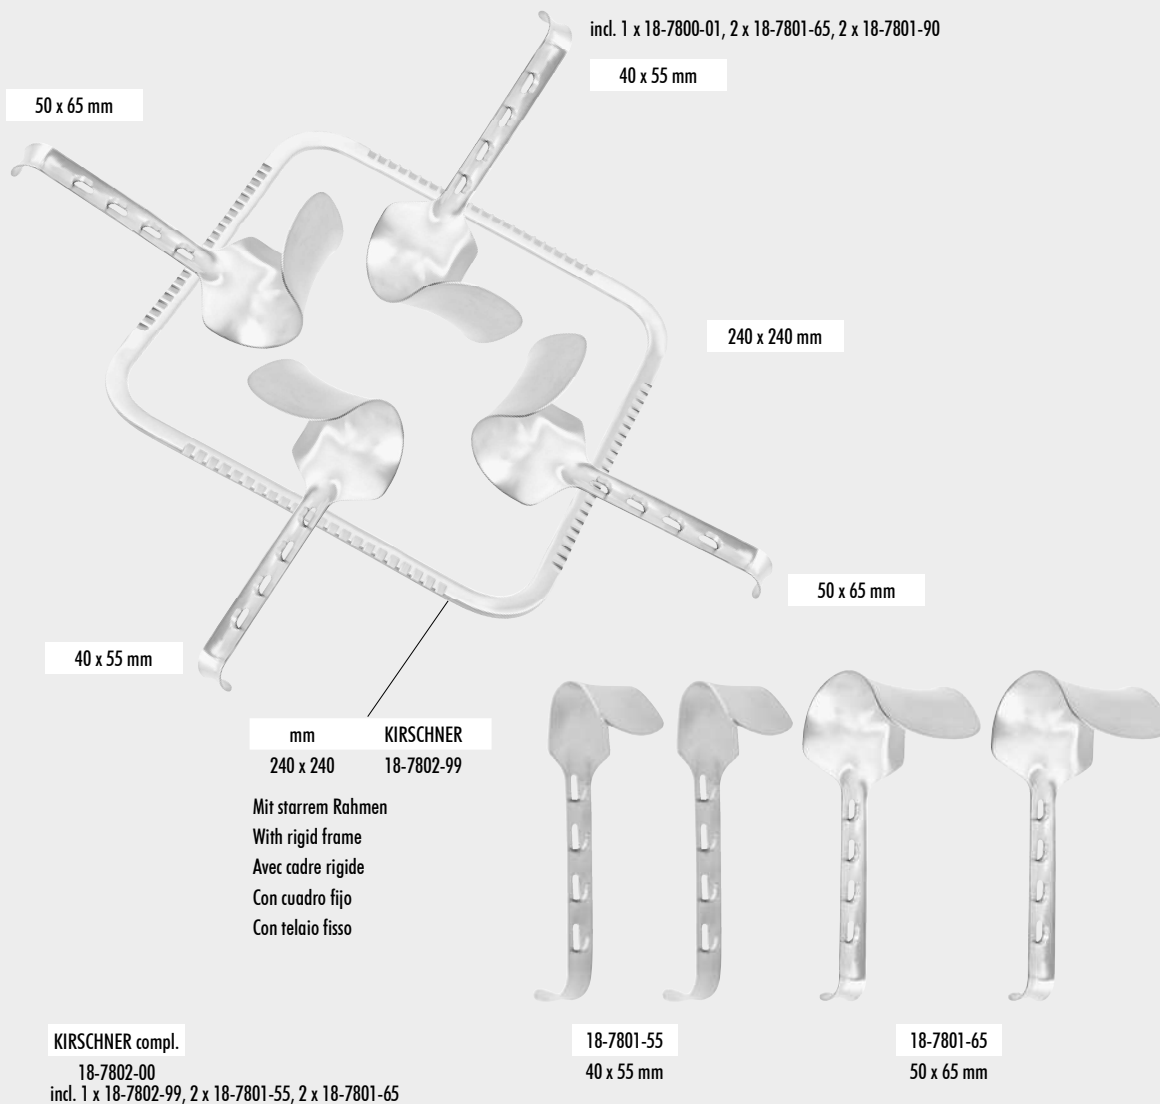 incl. 1 x 18-7800-01, 2 x 18-7801-65, 2 x 18-7801-90
40 x 55 mm
50 x 65 mm
240 x 240 mm
50 x 65 mm
40 x 55 mm
mm KIRSCHNER
240 x 240 18-7802-99
Mit starrem Rahmen
With rigid frame
Avec cadre rigide
Con cuadro fijo
Con telaio fisso
KIRSCHNER compl.
18-7802-00
incl. 1 x 18-7802-99, 2 x 18-7801-55, 2 x 18-7801-65
18-7801-55
40 x 55 mm
18-7801-65
50 x 65 mm